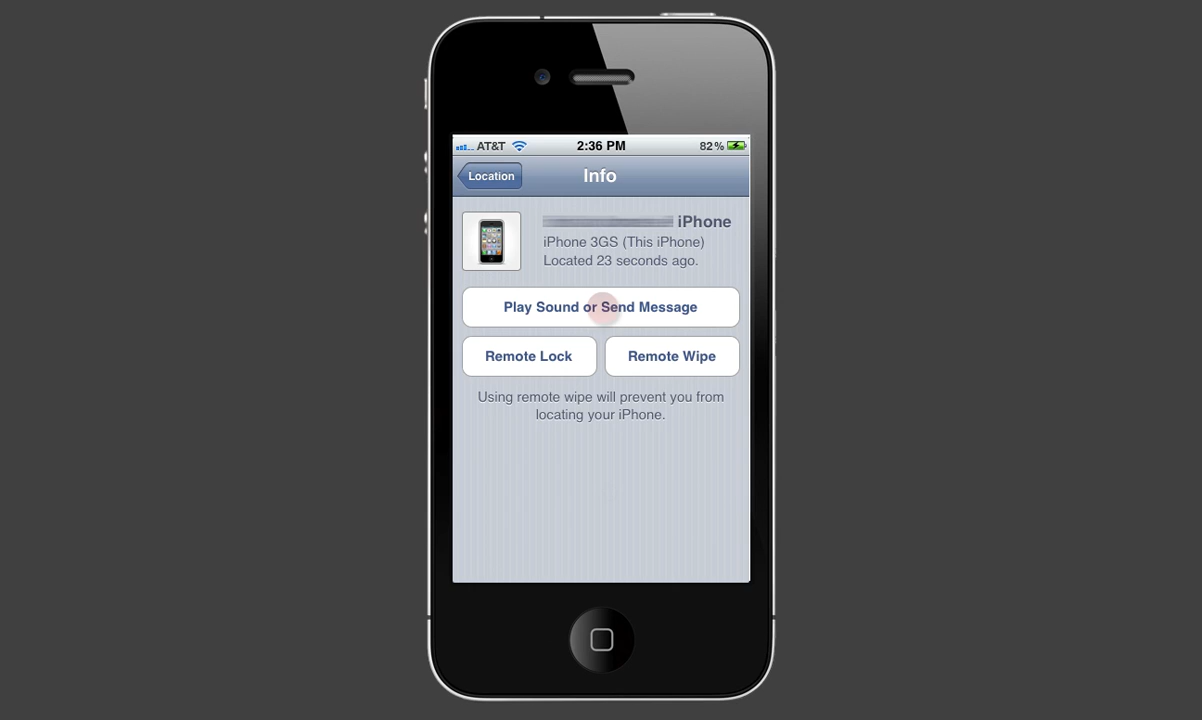 AT&T 2:36 PM 82%
Location Info
iPhone
iPhone 3GS (This iPhone)
Located 23 seconds ago.
Play Sound or Send Message
Remote Lock Remote Wipe
Using remote wipe will prevent you from
locating your iPhone.